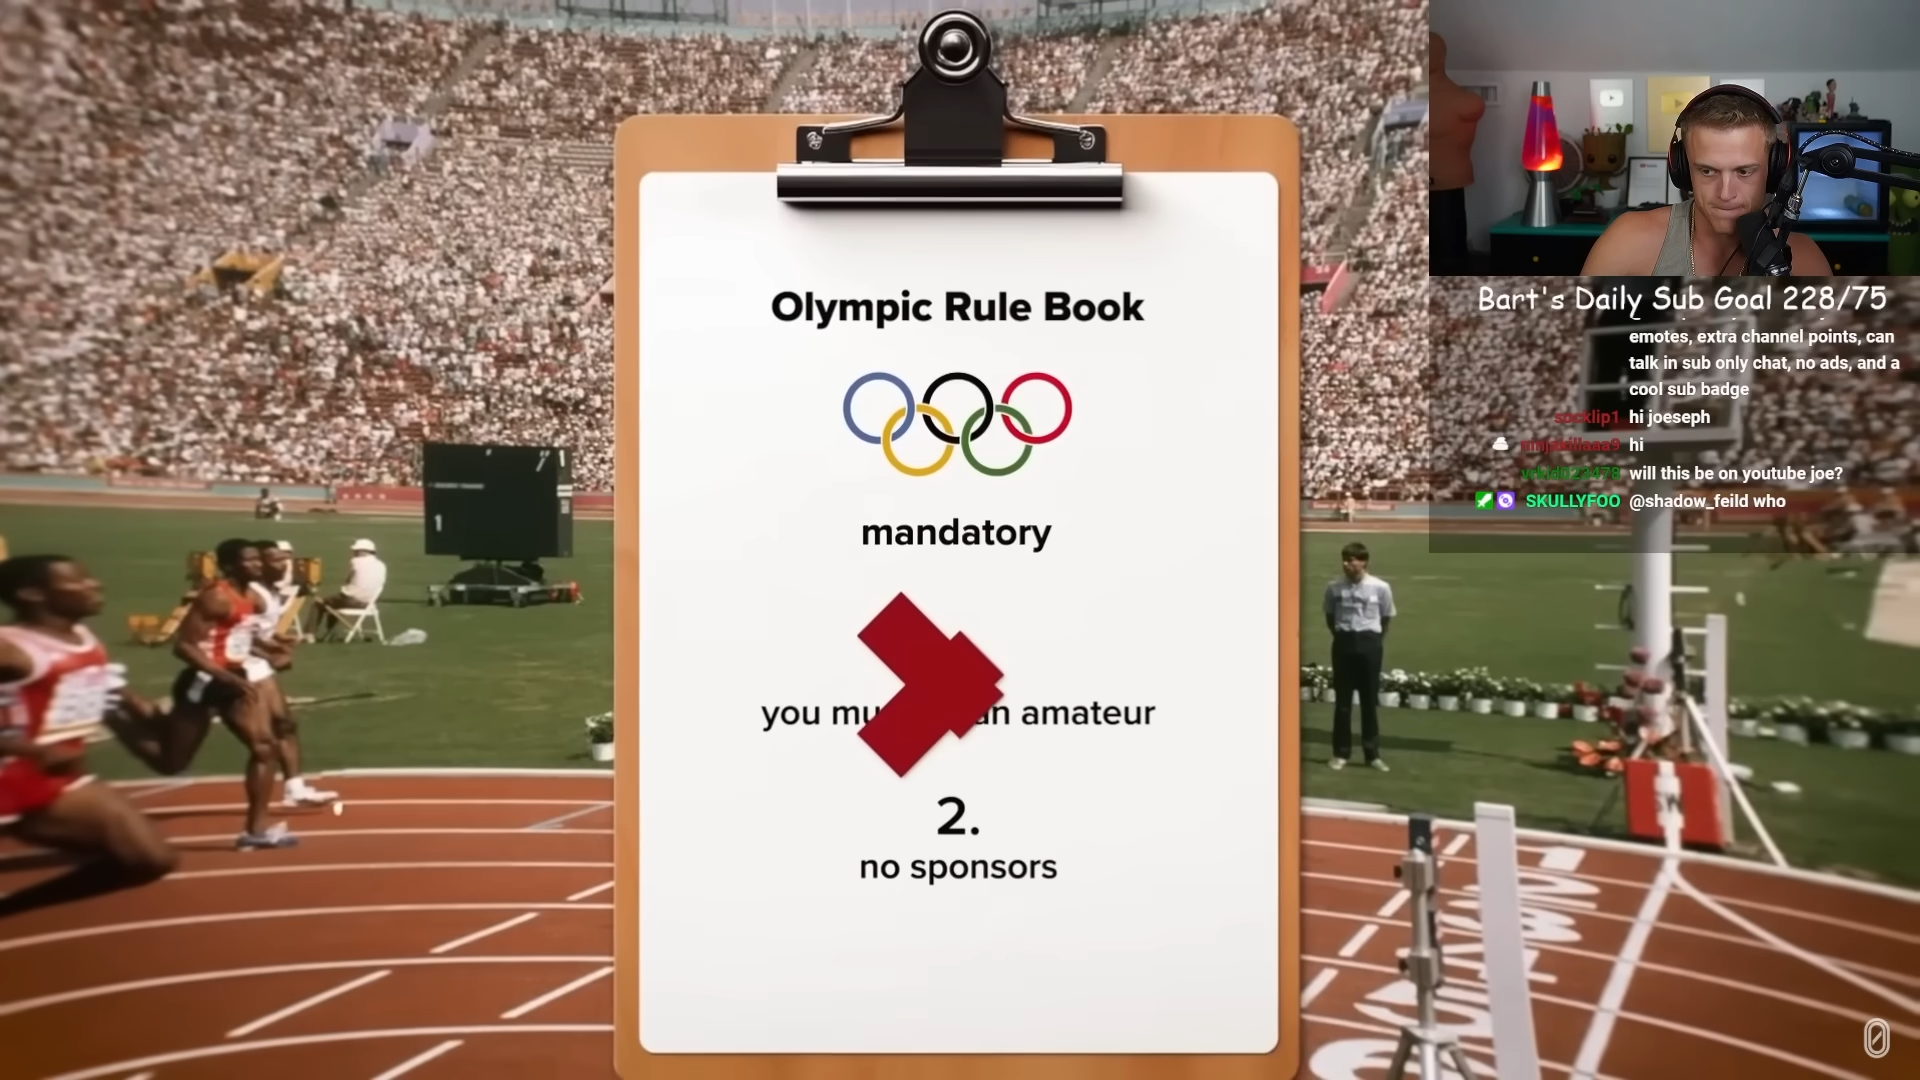 Olympic Rule Book
mandatory
you mu an amateur
2.
no sponsors
Bart's Daily Sub Goal 228/75
emotes, extra channel points, can
talk in sub only chat, no ads, and a
cool sub badge
socklip1 hi joeseph
hi
will this be on youtube joe?
SKULLYFOO @shadow_feild who